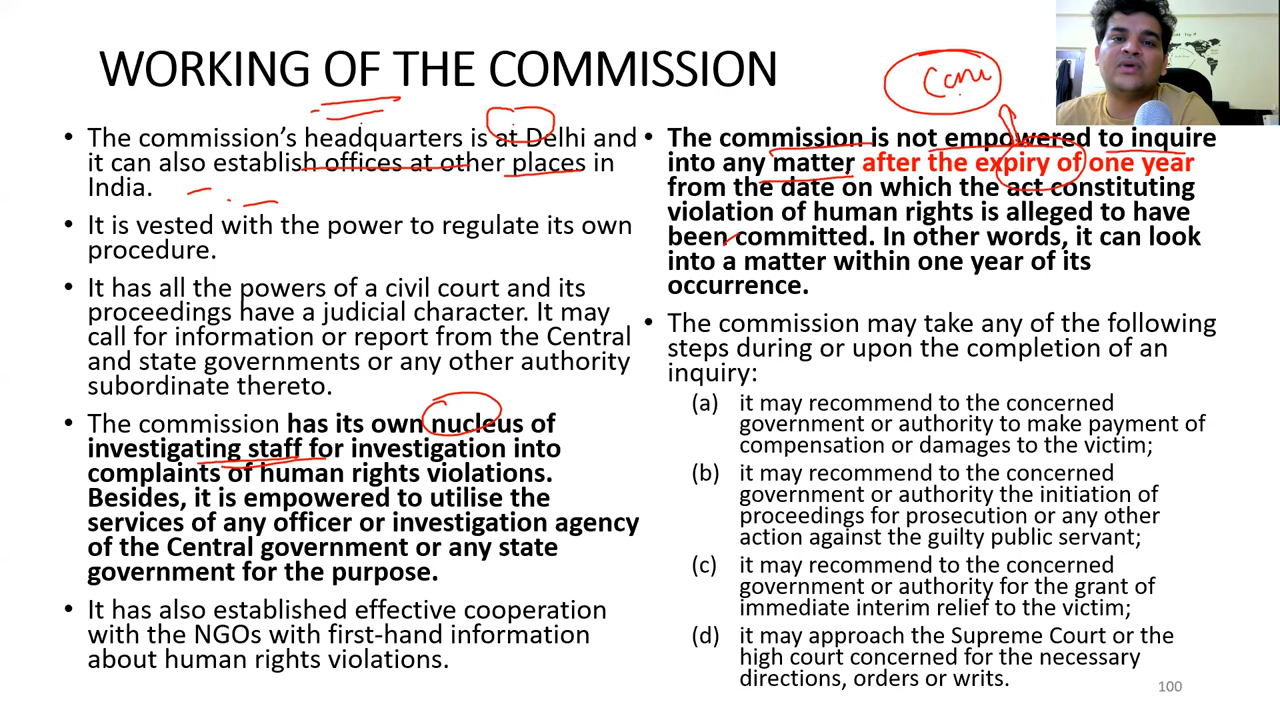 WORKING OF THE COMMISSION
• The commission’s headquarters is at Delhi and
it can also establish offices at other places in
India.
• It is vested with the power to regulate its own
procedure.
• It has all the powers of a civil court and its
proceedings have a judicial character. It may
call for information or report from the Central
and state governments or any other authority
subordinate thereto.
• The commission has its own nucleus of
investigating staff for investigation into
complaints of human rights violations.
Besides, it is empowered to utilise the
services of any officer or investigation agency
of the Central government or any state
government for the purpose.
• It has also established effective cooperation
with the NGOs with first-hand information
about human rights violations.
• The commission is not empowered to inquire
into any matter after the expiry of one year
from the date on which the act constituting
violation of human rights is alleged to have
been committed. In other words, it can look
into a matter within one year of its
occurrence.
• The commission may take any of the following
steps during or upon the completion of an
inquiry:
(a) it may recommend to the concerned
government or authority to make payment of
compensation or damages to the victim;
(b) it may recommend to the concerned
government or authority the initiation of
proceedings for prosecution or any other
action against the guilty public servant;
(c) it may recommend to the concerned
government or authority for the grant of
immediate interim relief to the victim;
(d) it may approach the Supreme Court or the
high court concerned for the necessary
directions, orders or writs.
100